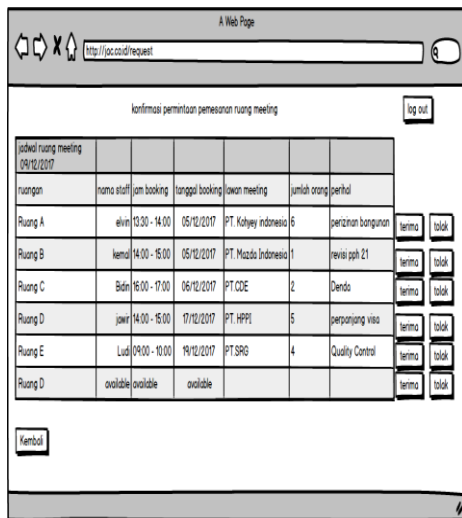 A Web Page
http://jac.co.id/request
konfirmasi permintaan pemesanan ruang meeting
log out
jadwal ruang meeting
09/12/2017
ruangan nama staff jam booking tanggal booking lawan meeting jumlah orang perihal
Ruang A elvin 13:30 - 14:00 05/12/2017 PT. Kohyey indonesia 6 perizinan bangunan terima tolak
Ruang B kemal 14:00 - 15:00 05/12/2017 PT. Mazda Indonesia 1 revisi pph 21 terima tolak
Ruang C Bidin 16:00 - 17:00 06/12/2017 PT.CDE 2 Denda terima tolak
Ruang D jawir 14:00 - 15:00 17/12/2017 PT. HPPI 5 perpanjang visa terima tolak
Ruang E Ludi 09:00 - 10:00 19/12/2017 PT.SRG 4 Quality Control terima tolak
Ruang D available available available terima tolak
Kembali